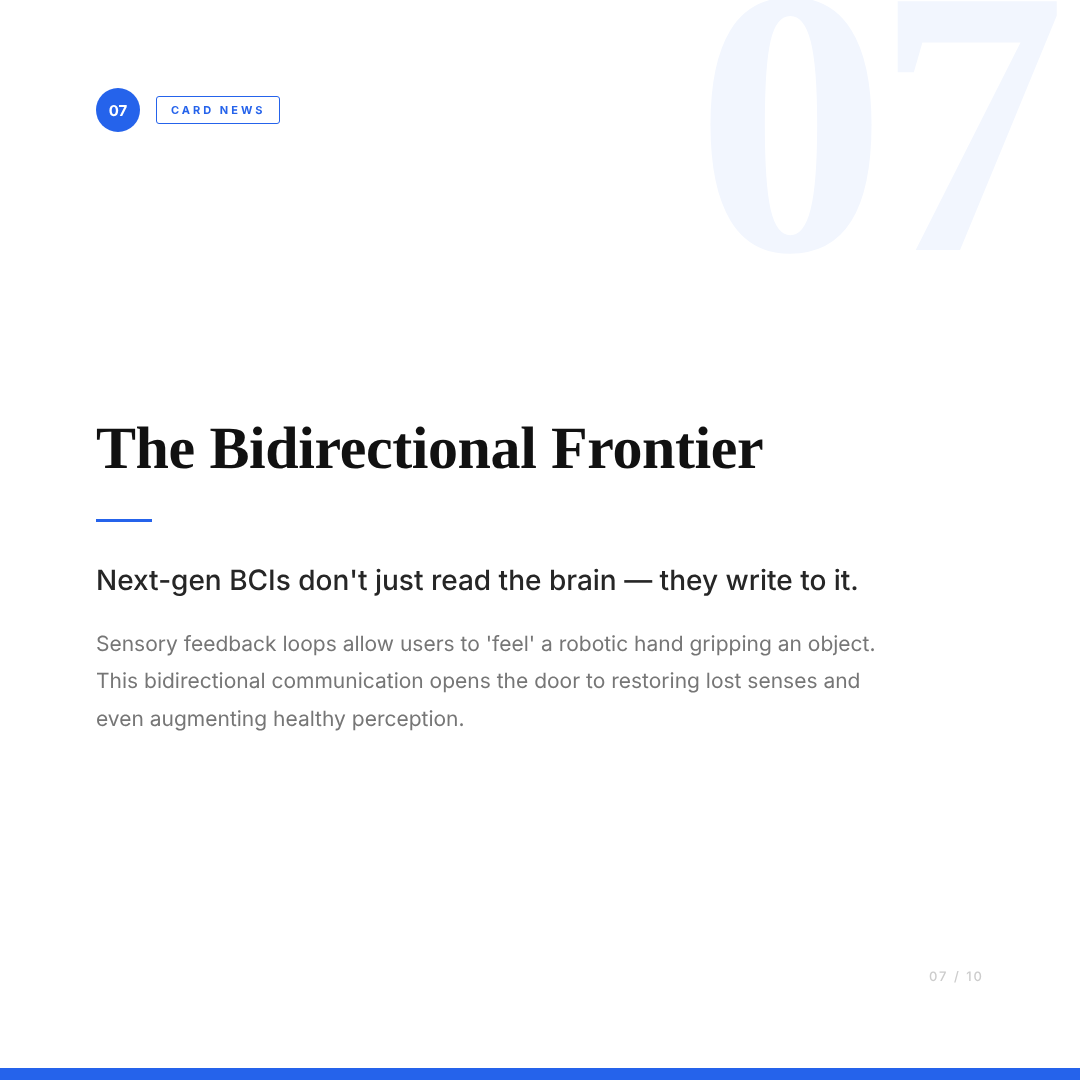 07
07
CARD NEWS
The Bidirectional Frontier
Next-gen BCIs don't just read the brain — they write to it.
Sensory feedback loops allow users to 'feel' a robotic hand gripping an object.
This bidirectional communication opens the door to restoring lost senses and
even augmenting healthy perception.
07 / 10